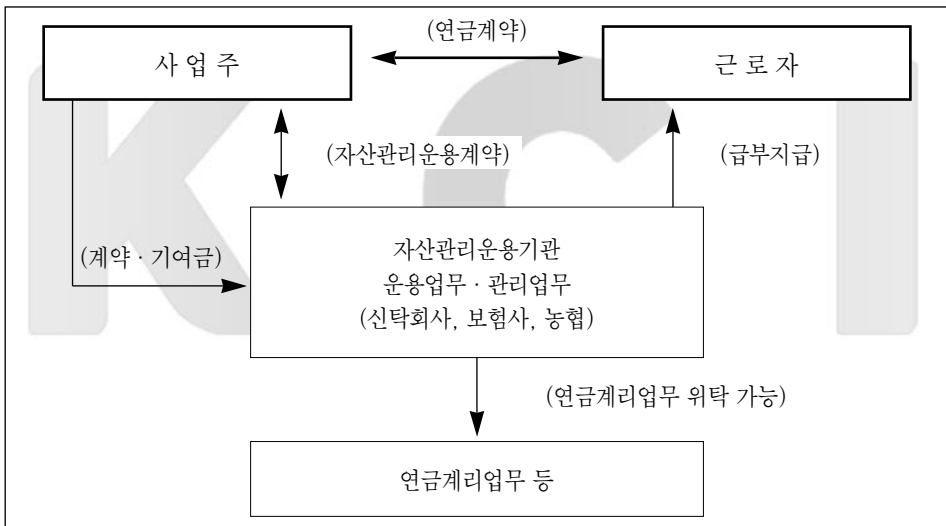 (연금계약)
사 업 주
근 로 자
(자산관리운용계약)
(급부지급)
(계약 · 기여금)
자산관리운용기관
운용업무 · 관리업무
(신탁회사, 보험사, 농협)
(연금계리업무 위탁 가능)
연금계리업무 등
KCI